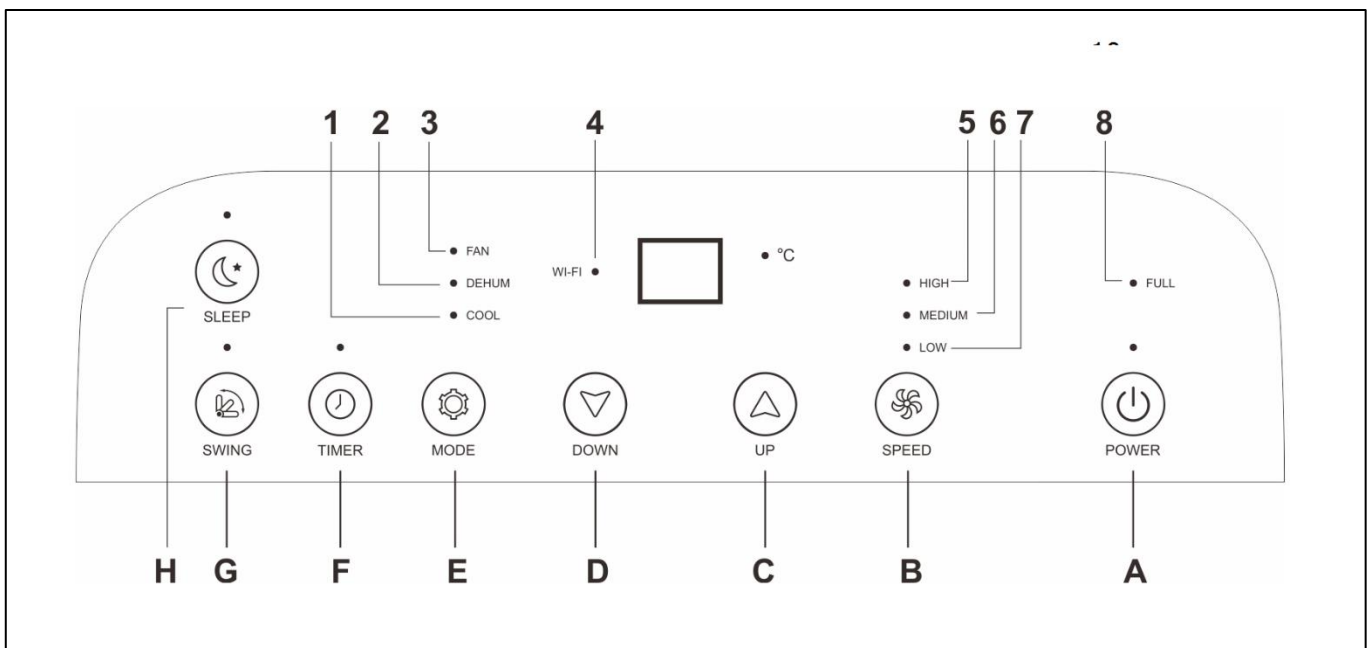 1 2 3 4 5 6 7 8
FAN
WI-FI
°C
DEHUM
HIGH
FULL
SLEEP
COOL
MEDIUM
LOW
SWING TIMER MODE DOWN UP SPEED POWER
H G F E D C B A